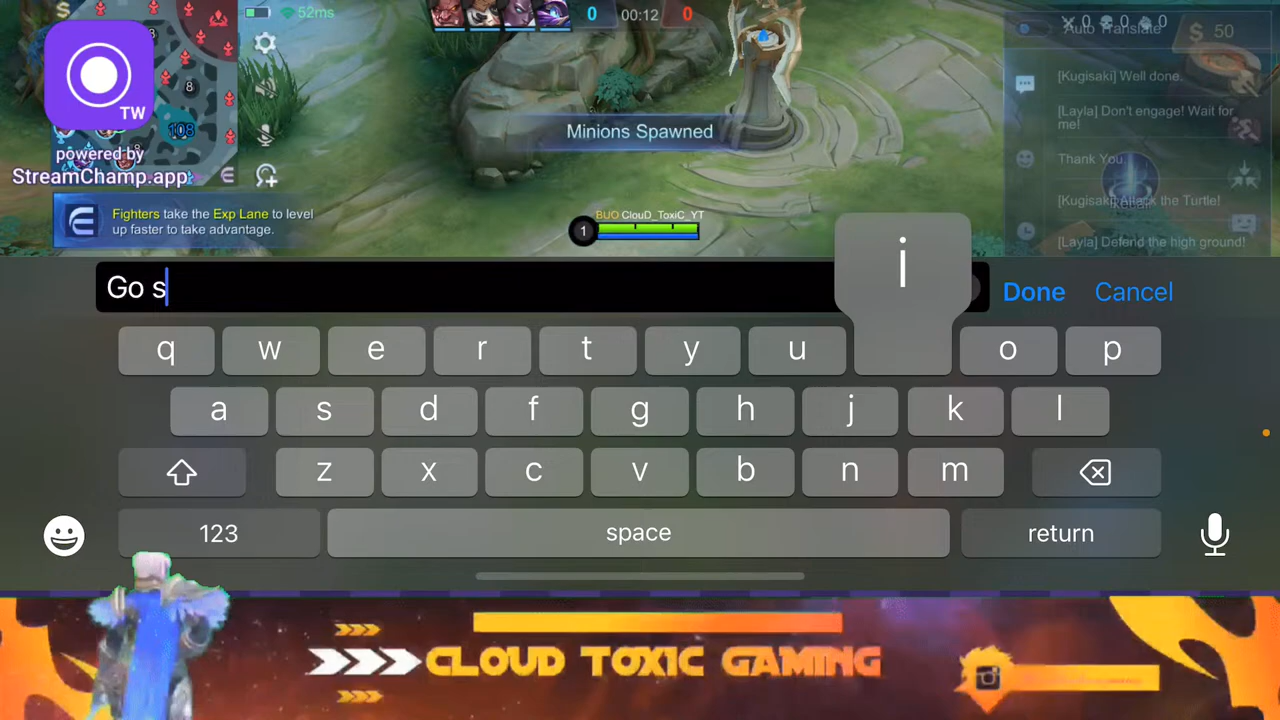 52ms
0 00:12 0
0 0 0
$ 50
Auto Translate
8
TW
108
powered by
StreamChamp.app
Minions Spawned
[Kugisaki] Well done.
[Layla] Don't engage! Wait for
me!
Thank You.
[Kugisaki] Attack the Turtle!
[Layla] Defend the high ground!
Fighters take the Exp Lane to level
up faster to take advantage.
BUO ClouD_ToxiC_YT
1
Go s
i
Done Cancel
q w e r t y u o p
a s d f g h j k l
z x c v b n m
123 space return
CLOUD TOXIC GAMING